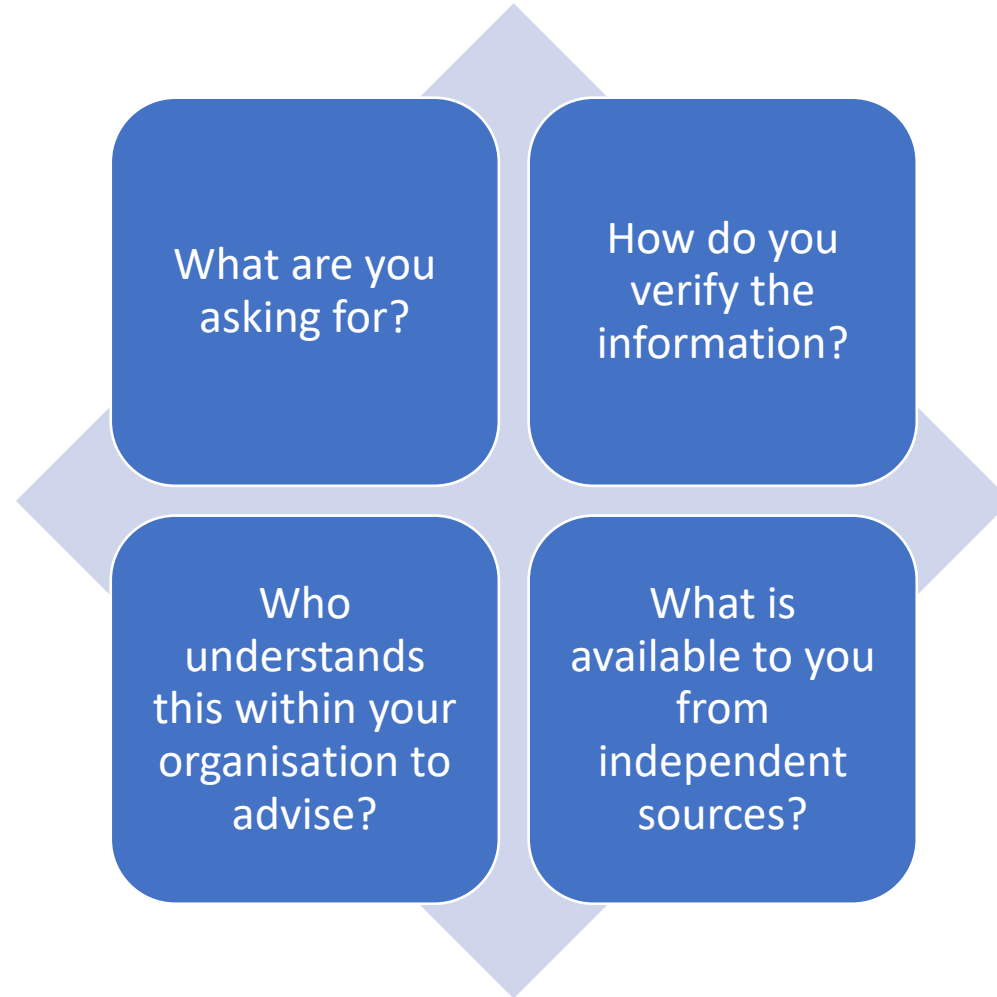 What are you
asking for?
How do you
verify the
information?
Who
understands
this within your
organisation to
advise?
What is
available to you
from
independent
sources?